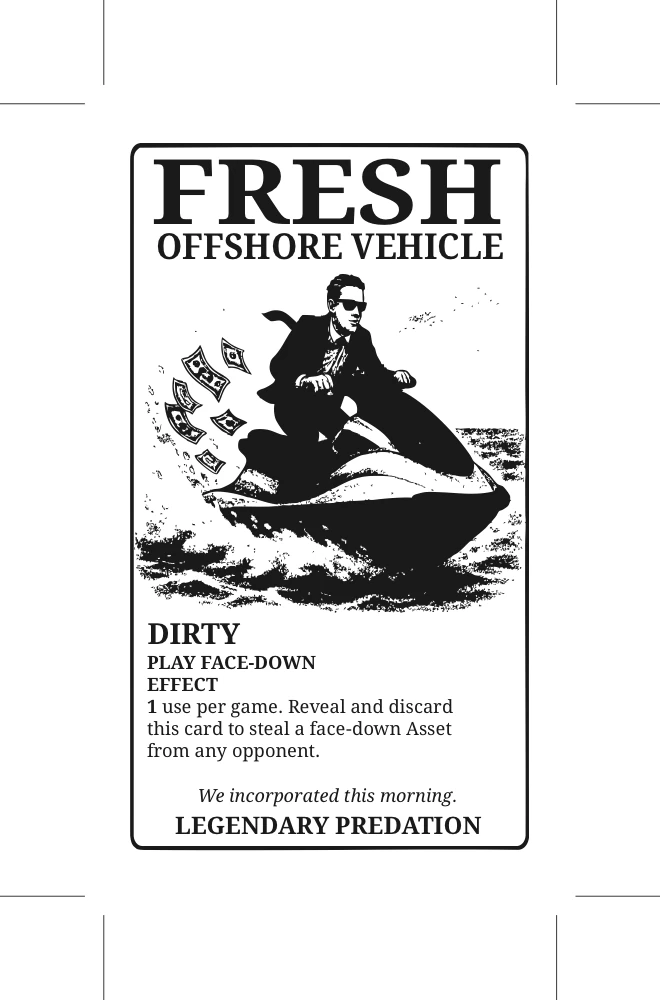 FRESH
OFFSHORE VEHICLE
DIRTY
PLAY FACE-DOWN
EFFECT
1 use per game. Reveal and discard
this card to steal a face-down Asset
from any opponent.
We incorporated this morning.
LEGENDARY PREDATION